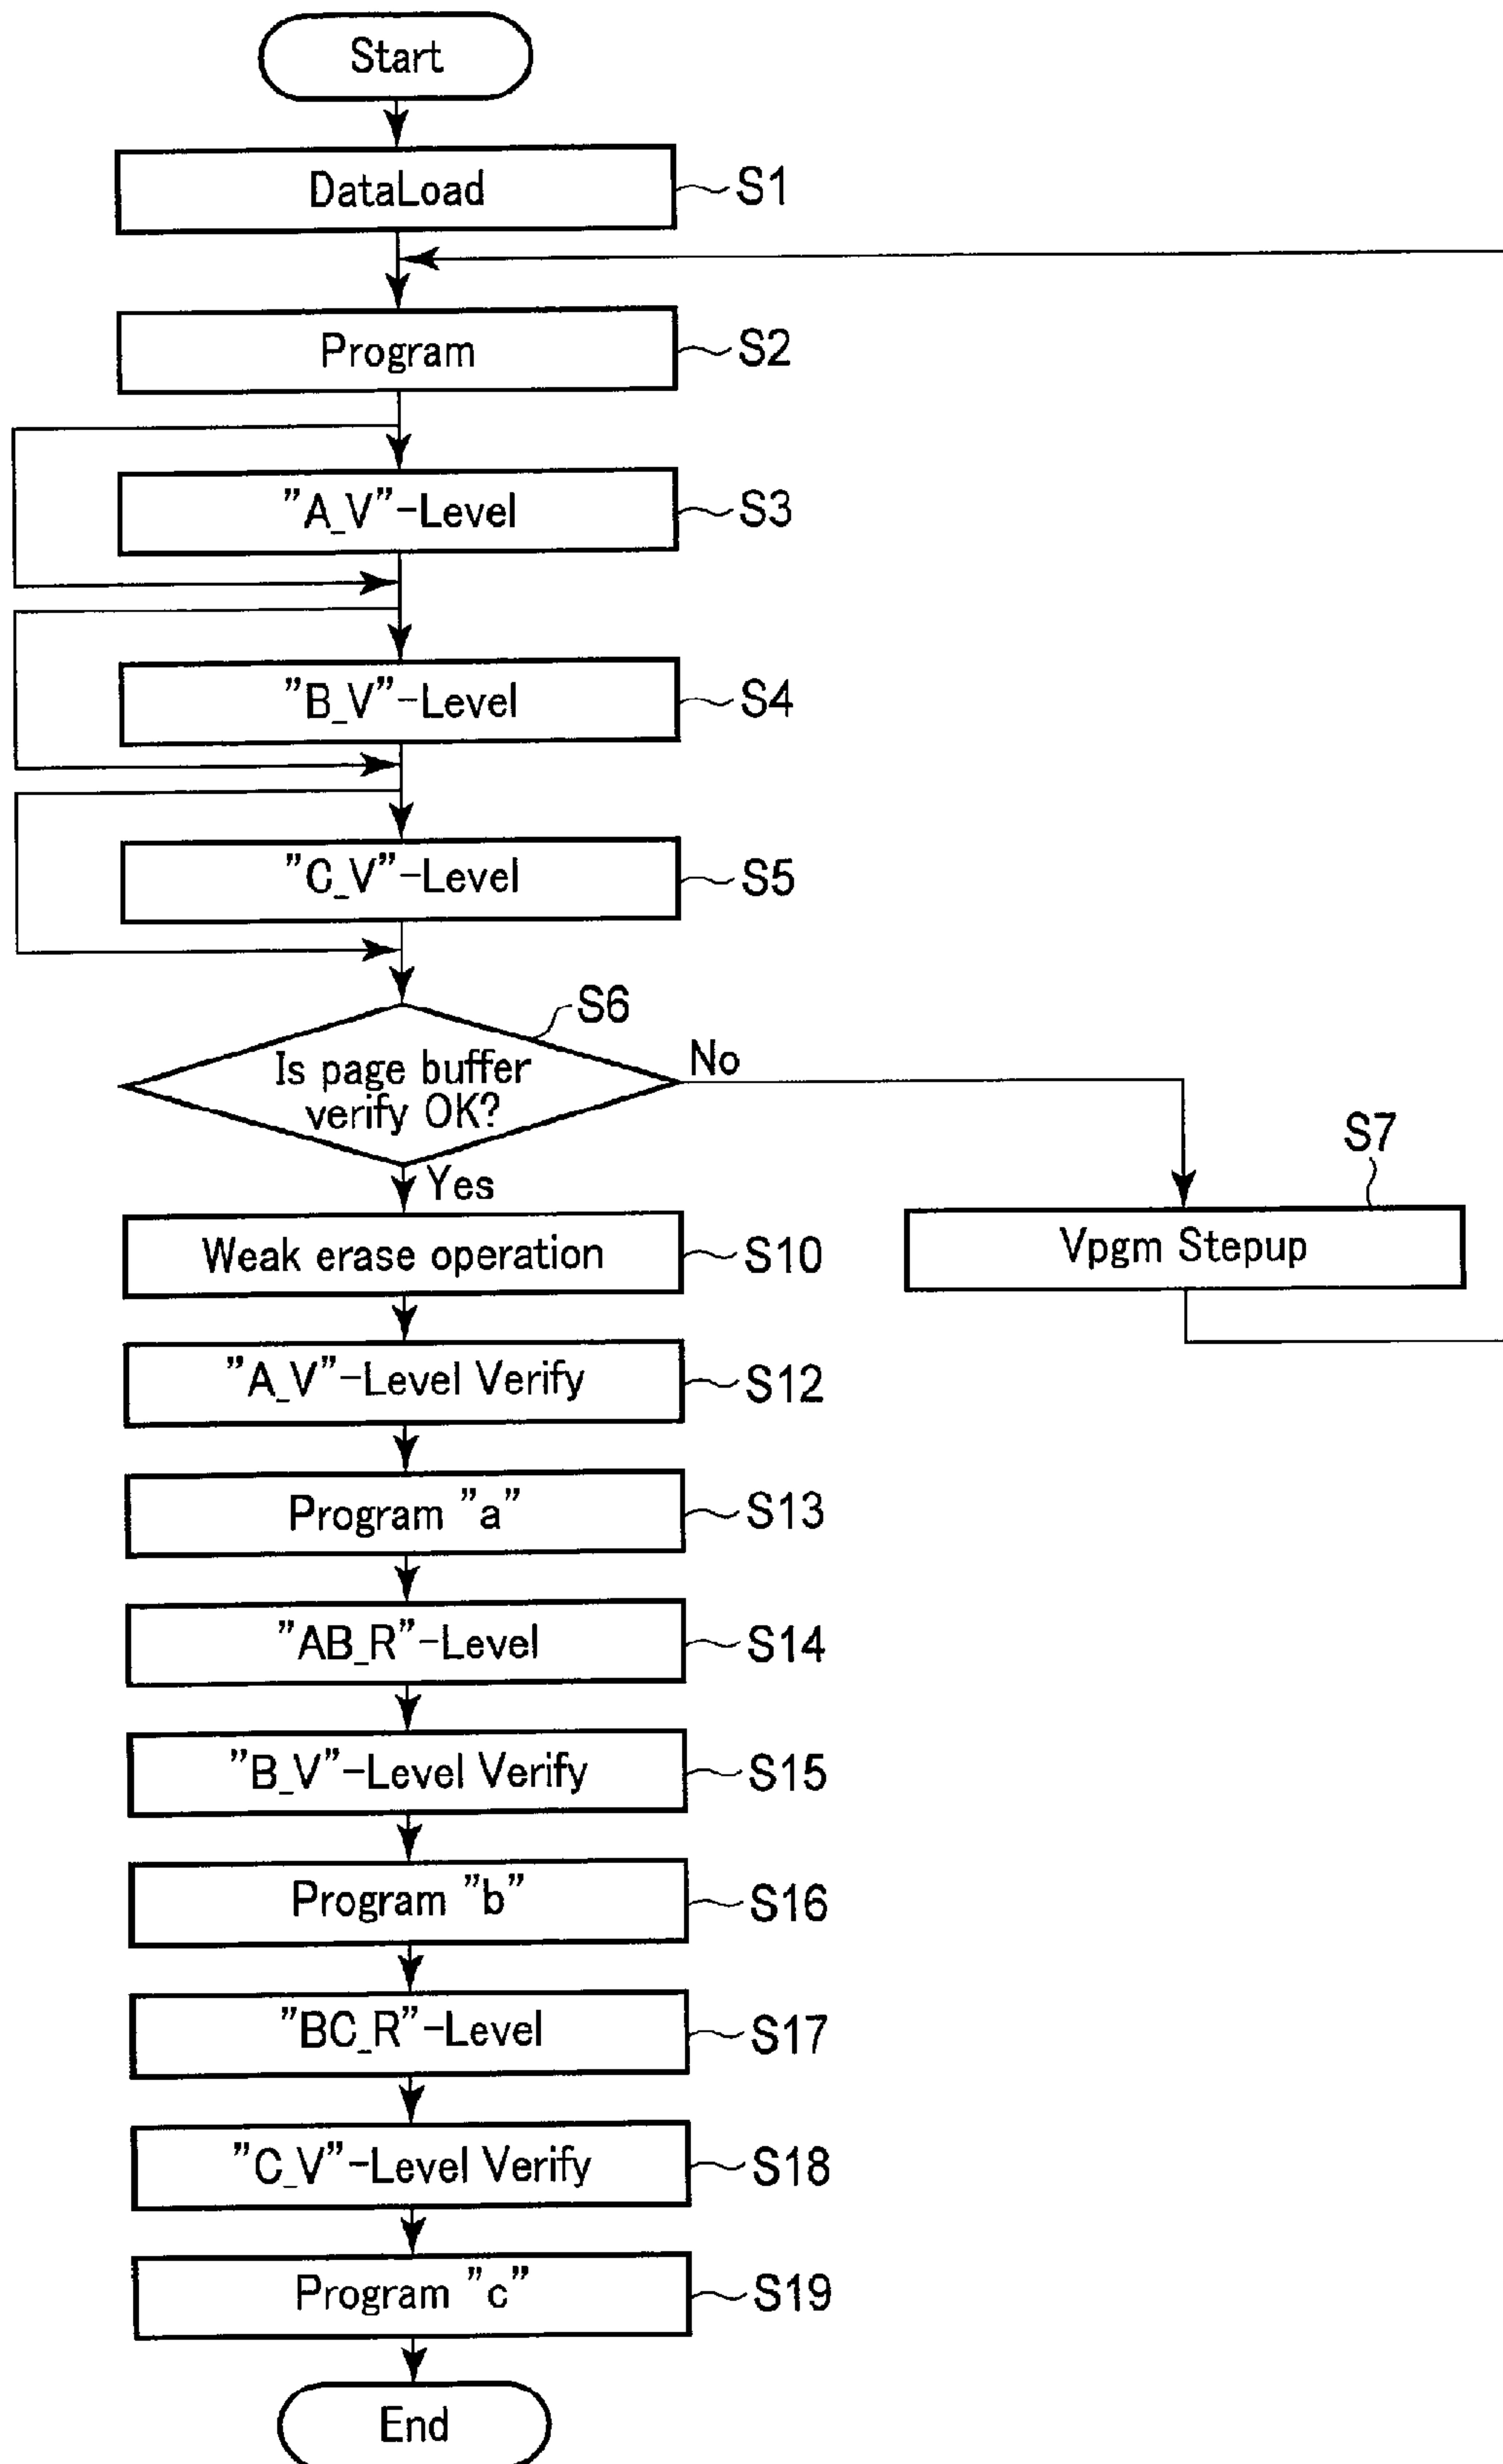 Start
DataLoad
S1
Program
S2
”A_V”-Level
S3
”B_V”-Level
S4
”C_V”-Level
S5
S6
Is page buffer
verify OK?
No
Yes
S7
Vpgm Stepup
Weak erase operation
S10
”A_V”-Level Verify
S12
Program ”a”
S13
”AB_R”-Level
S14
”B_V”-Level Verify
S15
Program ”b”
S16
”BC_R”-Level
S17
”C_V”-Level Verify
S18
Program ”c”
S19
End